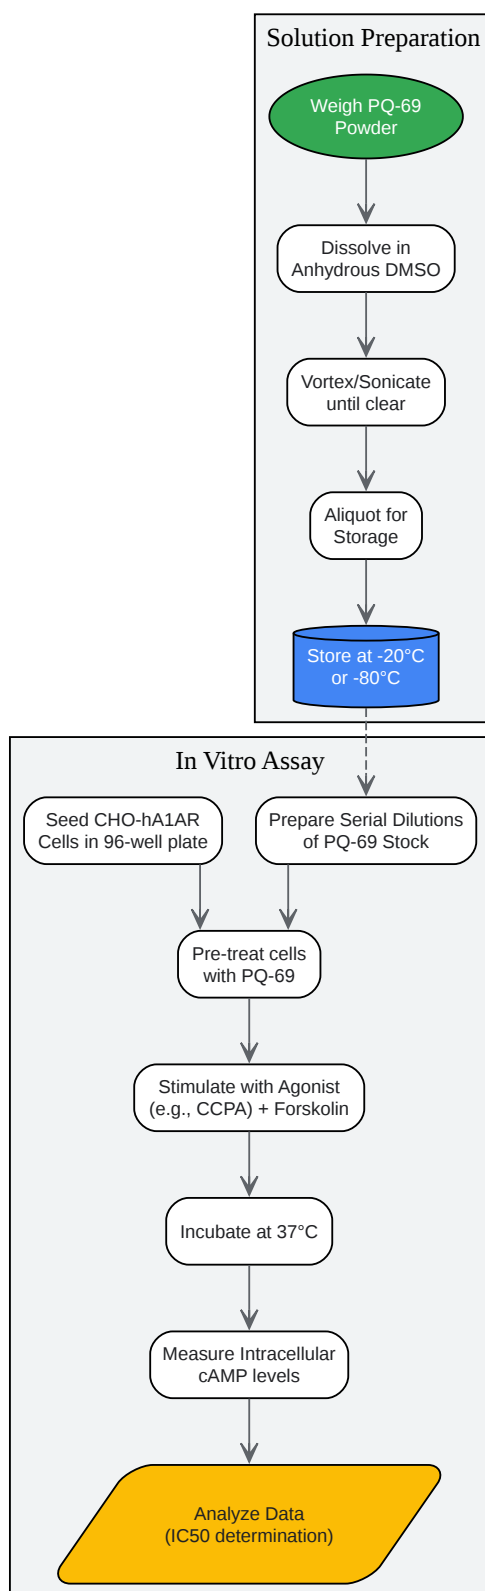 Solution Preparation
Weigh PQ-69
Powder
Dissolve in
Anhydrous DMSO
Vortex/Sonicate
until clear
Aliquot for
Storage
Store at -20°C
or -80°C
In Vitro Assay
Seed CHO-hA1AR
Cells in 96-well plate
Prepare Serial Dilutions
of PQ-69 Stock
Pre-treat cells
with PQ-69
Stimulate with Agonist
(e.g., CCPA) + Forskolin
Incubate at 37°C
Measure Intracellular
cAMP levels
Analyze Data
(IC50 determination)